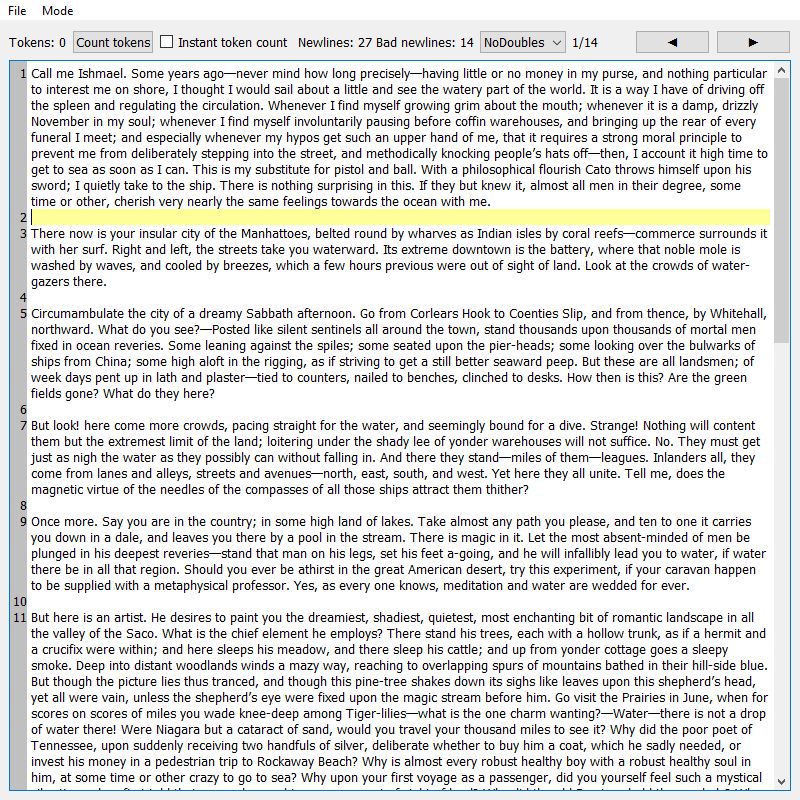 File Mode
Tokens: 0 Count tokens Instant token count Newlines: 27 Bad newlines: 14 NoDoubles 1/14
1 Call me Ishmael. Some years ago—never mind how long precisely—having little or no money in my purse, and nothing particular
to interest me on shore, I thought I would sail about a little and see the watery part of the world. It is a way I have of driving off
the spleen and regulating the circulation. Whenever I find myself growing grim about the mouth; whenever it is a damp, drizzly
November in my soul; whenever I find myself involuntarily pausing before coffin warehouses, and bringing up the rear of every
funeral I meet; and especially whenever my hypos get such an upper hand of me, that it requires a strong moral principle to
prevent me from deliberately stepping into the street, and methodically knocking people’s hats off—then, I account it high time to
get to sea as soon as I can. This is my substitute for pistol and ball. With a philosophical flourish Cato throws himself upon his
sword; I quietly take to the ship. There is nothing surprising in this. If they but knew it, almost all men in their degree, some
time or other, cherish very nearly the same feelings towards the ocean with me.
2
3 There now is your insular city of the Manhattoes, belted round by wharves as Indian isles by coral reefs—commerce surrounds it
with her surf. Right and left, the streets take you waterward. Its extreme downtown is the battery, where that noble mole is
washed by waves, and cooled by breezes, which a few hours previous were out of sight of land. Look at the crowds of water-
gazers there.
4
5 Circumambulate the city of a dreamy Sabbath afternoon. Go from Corlears Hook to Coenties Slip, and from thence, by Whitehall,
northward. What do you see?—Posted like silent sentinels all around the town, stand thousands upon thousands of mortal men
fixed in ocean reveries. Some leaning against the spiles; some seated upon the pier-heads; some looking over the bulwarks of
ships from China; some high aloft in the rigging, as if striving to get a still better seaward peep. But these are all landsmen; of
week days pent up in lath and plaster—tied to counters, nailed to benches, clinched to desks. How then is this? Are the green
fields gone? What do they here?
6
7 But look! here come more crowds, pacing straight for the water, and seemingly bound for a dive. Strange! Nothing will content
them but the extremest limit of the land; loitering under the shady lee of yonder warehouses will not suffice. No. They must get
just as nigh the water as they possibly can without falling in. And there they stand—miles of them—leagues. Inlanders all, they
come from lanes and alleys, streets and avenues—north, east, south, and west. Yet here they all unite. Tell me, does the
magnetic virtue of the needles of the compasses of all those ships attract them thither?
8
9 Once more. Say you are in the country; in some high land of lakes. Take almost any path you please, and ten to one it carries
you down in a dale, and leaves you there by a pool in the stream. There is magic in it. Let the most absent-minded of men be
plunged in his deepest reveries—stand that man on his legs, set his feet a-going, and he will infallibly lead you to water, if water
there be in all that region. Should you ever be athirst in the great American desert, try this experiment, if your caravan happen
to be supplied with a metaphysical professor. Yes, as every one knows, meditation and water are wedded for ever.
10
11 But here is an artist. He desires to paint you the dreamiest, shadiest, quietest, most enchanting bit of romantic landscape in all
the valley of the Saco. What is the chief element he employs? There stand his trees, each with a hollow trunk, as if a hermit and
a crucifix were within; and here sleeps his meadow, and there sleep his cattle; and up from yonder cottage goes a sleepy
smoke. Deep into distant woodlands winds a mazy way, reaching to overlapping spurs of mountains bathed in their hill-side blue.
But though the picture lies thus tranced, and though this pine-tree shakes down its sighs like leaves upon this shepherd’s head,
yet all were vain, unless the shepherd’s eye were fixed upon the magic stream before him. Go visit the Prairies in June, when for
scores on scores of miles you wade knee-deep among Tiger-lilies—what is the one charm wanting?—Water—there is not a drop
of water there! Were Niagara but a cataract of sand, would you travel your thousand miles to see it? Why did the poor poet of
Tennessee, upon suddenly receiving two handfuls of silver, deliberate whether to buy him a coat, which he sadly needed, or
invest his money in a pedestrian trip to Rockaway Beach? Why is almost every robust healthy boy with a robust healthy soul in
him, at some time or other crazy to go to sea? Why upon your first voyage as a passenger, did you yourself feel such a mystical